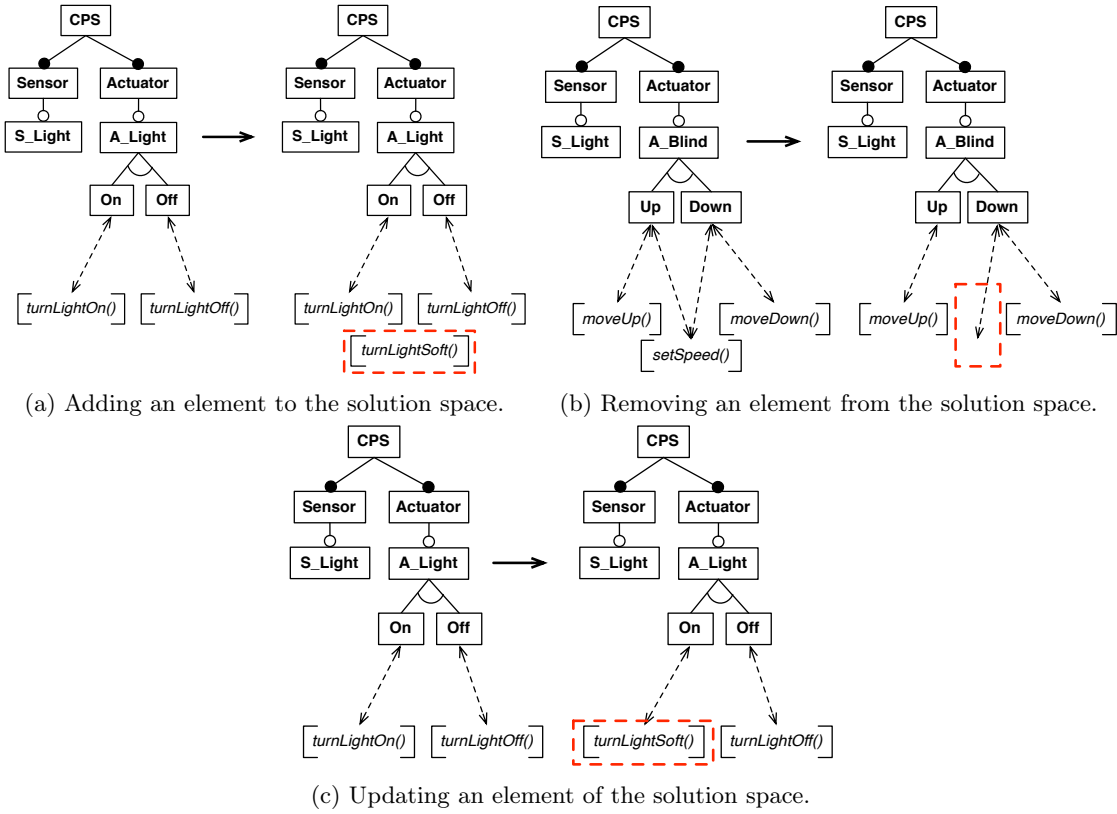 CPS
CPS
Sensor Actuator
Sensor Actuator
S_Light A_Light
S_Light A_Light
On Off
On Off
turnLightOn() turnLightOff()
turnLightOn() turnLightOff()
turnLightSoft()
(a) Adding an element to the solution space.
CPS
CPS
Sensor Actuator
Sensor Actuator
S_Light A_Blind
S_Light A_Blind
Up Down
Up Down
moveUp() moveDown()
setSpeed()
moveUp() moveDown()
(b) Removing an element from the solution space.
CPS
CPS
Sensor Actuator
Sensor Actuator
S_Light A_Light
S_Light A_Light
On Off
On Off
turnLightOn() turnLightOff()
turnLightSoft() turnLightOff()
(c) Updating an element of the solution space.